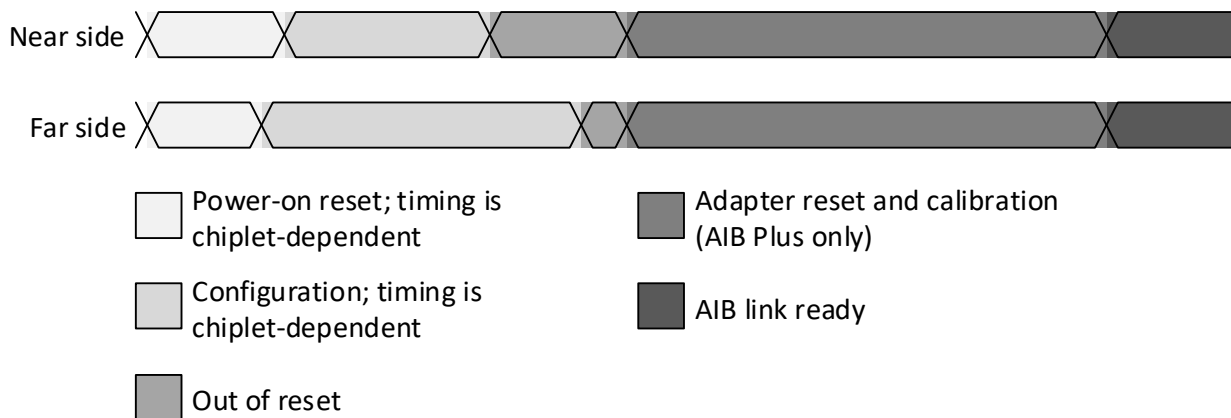 Near side
Far side
Power-on reset; timing is
chiplet-dependent
Configuration; timing is
chiplet-dependent
Out of reset
Adapter reset and calibration
(AIB Plus only)
AIB link ready